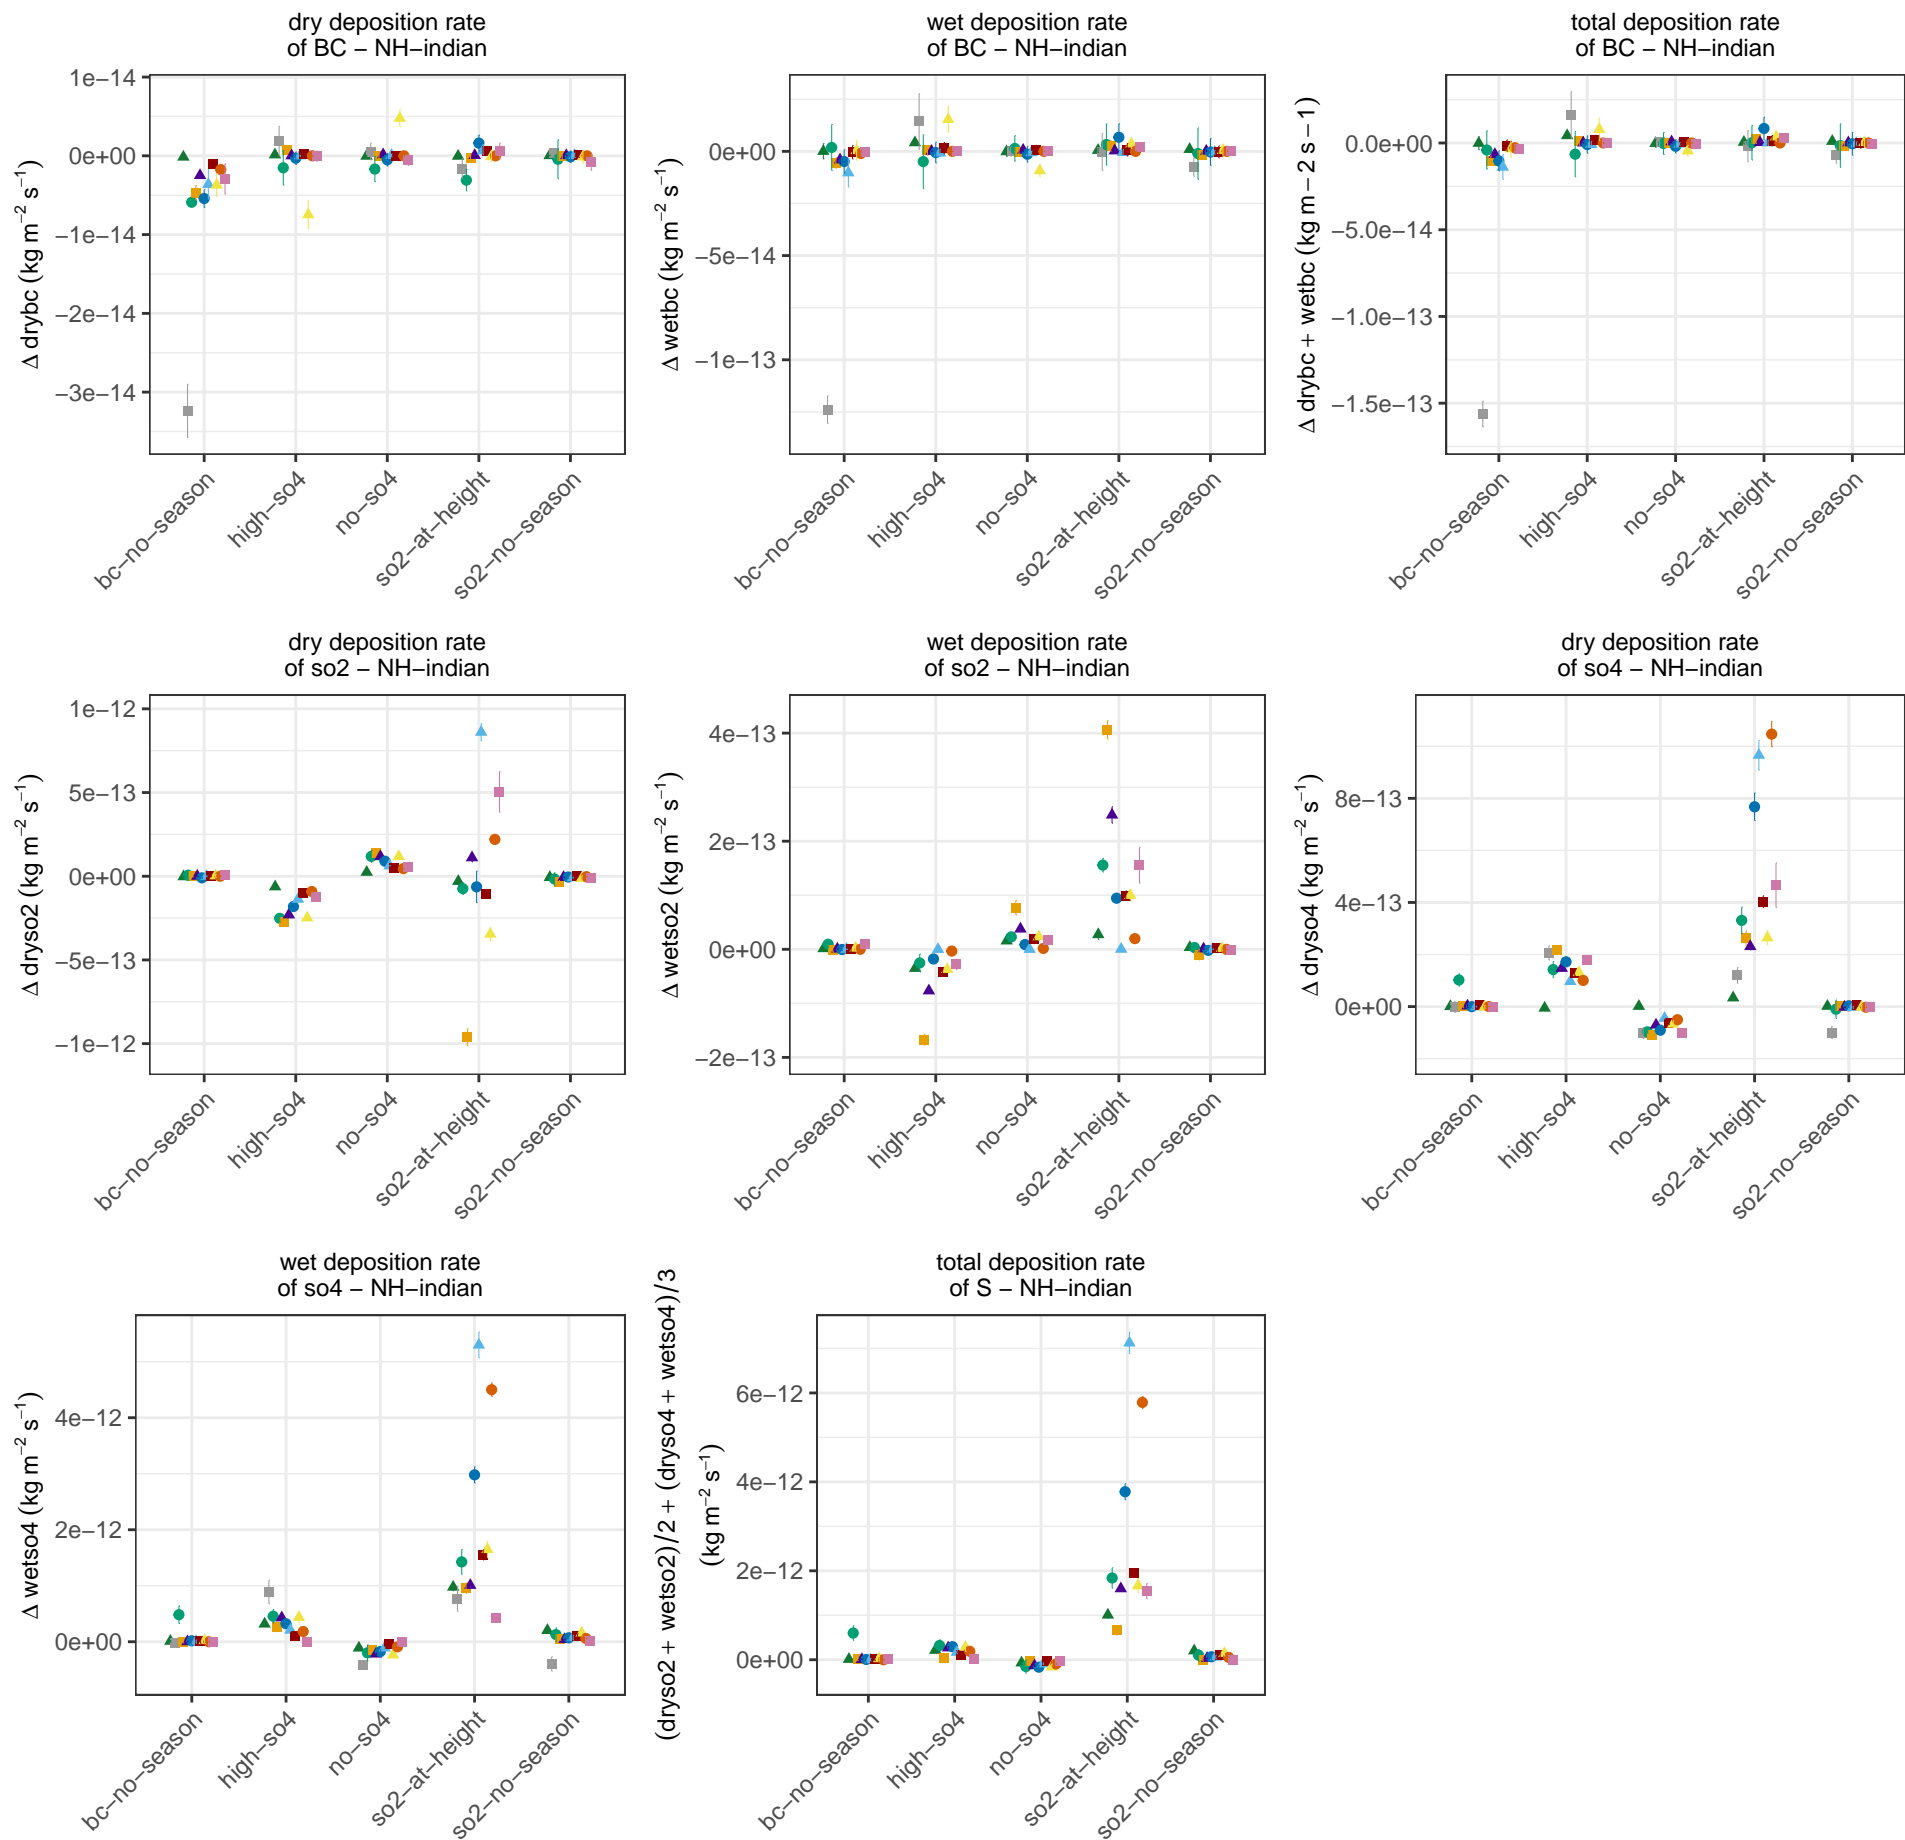 dry deposition rate
of BC − NH−indian
Δ drybc (kg m−2 s−1)
1e−14
0e+00
−1e−14
−2e−14
−3e−14
bc−no−season
high−so4
no−so4
so2−at−height
so2−no−season
wet deposition rate
of BC − NH−indian
Δ wetbc (kg m−2 s−1)
0e+00
−5e−14
−1e−13
bc−no−season
high−so4
no−so4
so2−at−height
so2−no−season
total deposition rate
of BC − NH−indian
Δ drybc + wetbc (kg m − 2 s − 1)
0.0e+00
−5.0e−14
−1.0e−13
−1.5e−13
bc−no−season
high−so4
no−so4
so2−at−height
so2−no−season
dry deposition rate
of so2 − NH−indian
Δ dryso2 (kg m−2 s−1)
1e−12
5e−13
0e+00
−5e−13
−1e−12
bc−no−season
high−so4
no−so4
so2−at−height
so2−no−season
wet deposition rate
of so2 − NH−indian
Δ wetso2 (kg m−2 s−1)
4e−13
2e−13
0e+00
−2e−13
bc−no−season
high−so4
no−so4
so2−at−height
so2−no−season
dry deposition rate
of so4 − NH−indian
Δ dryso4 (kg m−2 s−1)
8e−13
4e−13
0e+00
bc−no−season
high−so4
no−so4
so2−at−height
so2−no−season
wet deposition rate
of so4 − NH−indian
Δ wetso4 (kg m−2 s−1)
4e−12
2e−12
0e+00
bc−no−season
high−so4
no−so4
so2−at−height
so2−no−season
total deposition rate
of S − NH−indian
(dryso2 + wetso2)/2 + (dryso4 + wetso4)/3
(kg m−2 s−1)
6e−12
4e−12
2e−12
0e+00
bc−no−season
high−so4
no−so4
so2−at−height
so2−no−season